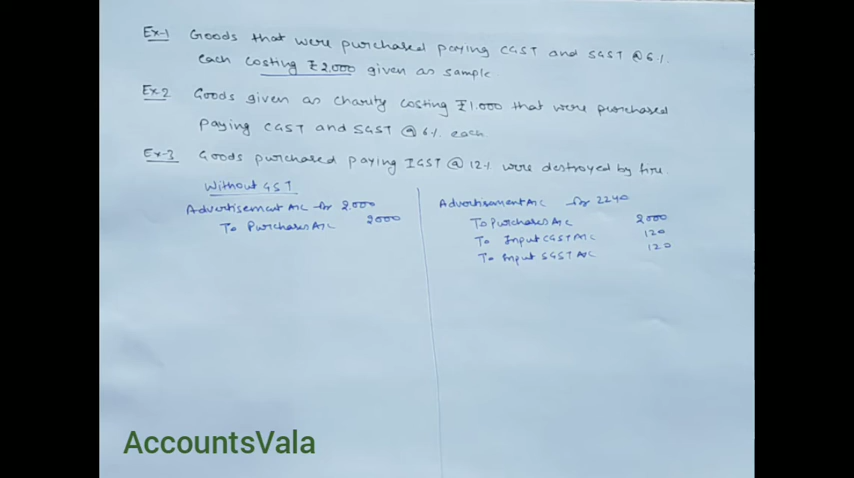 Ex-1 Goods that were purchased paying CGST and SGST @ 6%.
each costing ₹2,000 given as sample
Ex-2 Goods given as charity costing ₹1,000 that were purchased
paying CGST and SGST @ 6%. each
Ex-3 Goods purchased paying IGST @ 12% were destroyed by fire.
Without GST
Advertisement A/C Dr 2000
To Purchases A/C 2000
Advertisement A/C Dr 2240
To Purchases A/C 2000
To Input CGST A/C 120
To Input SGST A/C 120
AccountsVala